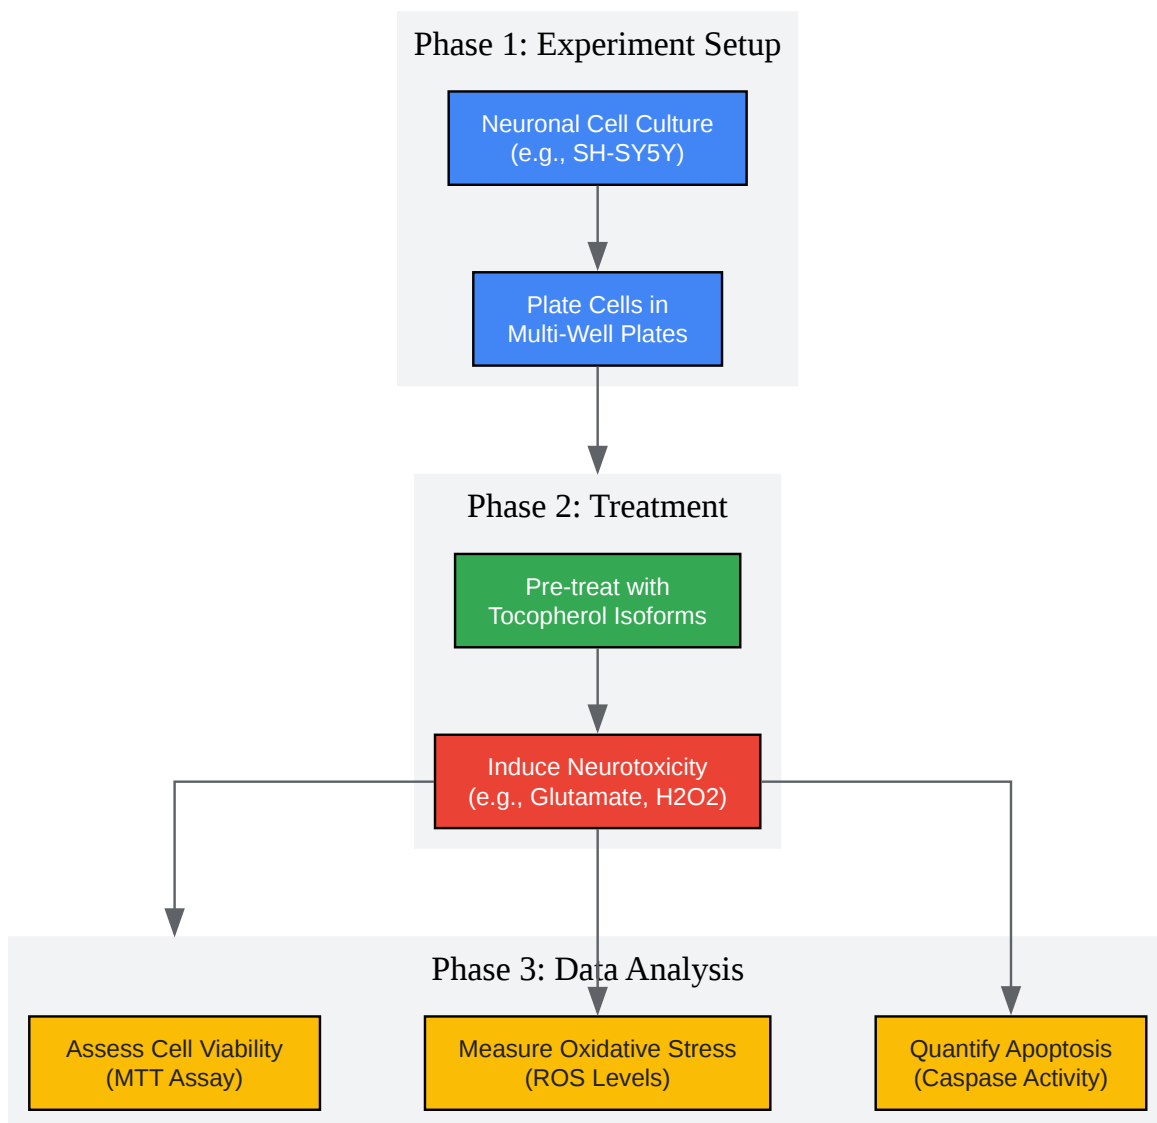 Phase 1: Experiment Setup
Neuronal Cell Culture
(e.g., SH-SY5Y)
Plate Cells in
Multi-Well Plates
Phase 2: Treatment
Pre-treat with
Tocopherol Isoforms
Induce Neurotoxicity
(e.g., Glutamate, H2O2)
Phase 3: Data Analysis
Assess Cell Viability
(MTT Assay)
Measure Oxidative Stress
(ROS Levels)
Quantify Apoptosis
(Caspase Activity)